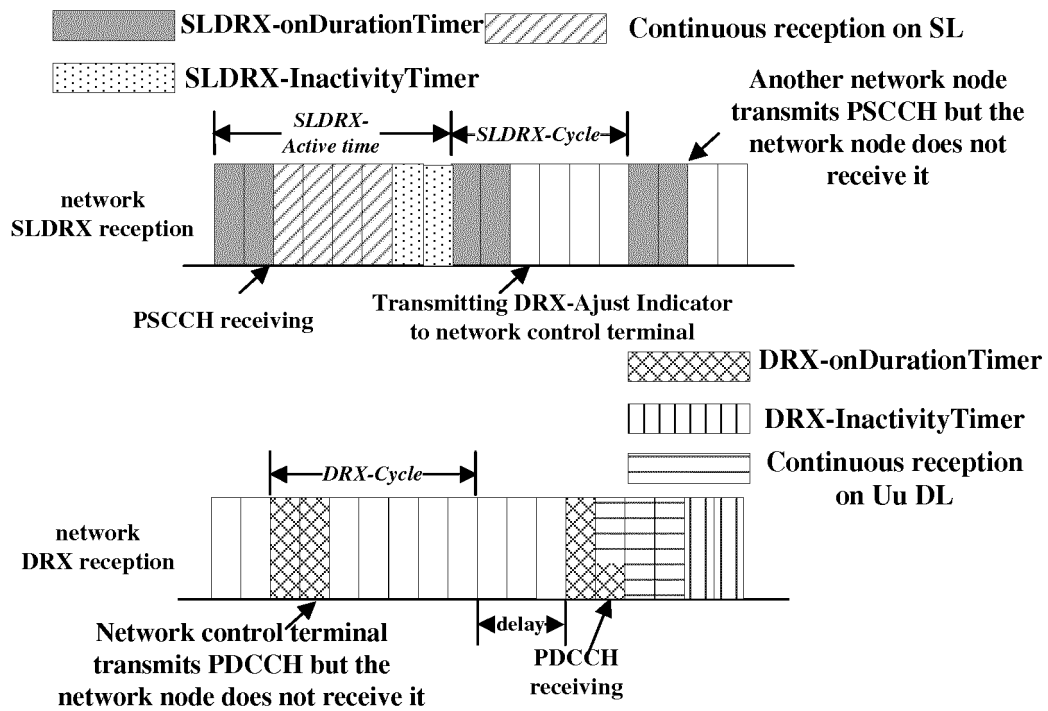 SLDRX-onDurationTimer
Continuous reception on SL
SLDRX-InactivityTimer
Another network node
transmits PSCCH but the
network node does not
receive it
SLDRX-
Active time
SLDRX-Cycle
network
SLDRX reception
PSCCH receiving
Transmitting DRX-Ajust Indicator
to network control terminal
DRX-onDurationTimer
DRX-InactivityTimer
Continuous reception
on Uu DL
DRX-Cycle
network
DRX reception
delay
Network control terminal
transmits PDCCH but the
network node does not receive it
PDCCH
receiving